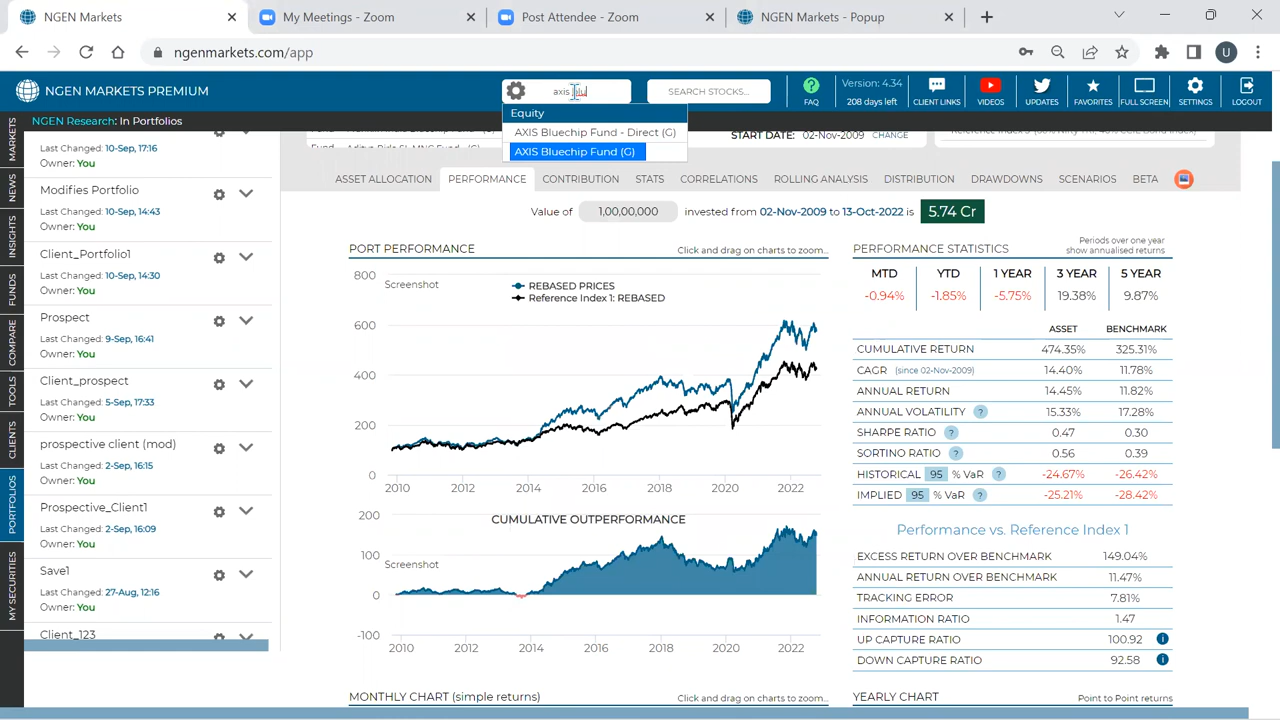 NGEN Markets
My Meetings - Zoom
Post Attendee - Zoom
NGEN Markets - Popup
ngenmarkets.com/app
U
NGEN MARKETS PREMIUM
axis blu
SEARCH STOCKS...
FAQ
Version: 4.34
208 days left
CLIENT LINKS
VIDEOS
UPDATES
FAVORITES
FULL SCREEN
SETTINGS
LOGOUT
Equity
AXIS Bluechip Fund - Direct (G)
AXIS Bluechip Fund (G)
NGEN Research: In Portfolios
MARKETS
NEWS
INSIGHTS
FUNDS
COMPARE
TOOLS
CLIENTS
PORTFOLIOS
MY SECURITIES
Last Changed: 10-Sep, 17:16
Owner: You
Modifies Portfolio
Last Changed: 10-Sep, 14:43
Owner: You
Client_Portfolio1
Last Changed: 10-Sep, 14:30
Owner: You
Prospect
Last Changed: 9-Sep, 16:41
Owner: You
Client_prospect
Last Changed: 5-Sep, 17:33
Owner: You
prospective client (mod)
Last Changed: 2-Sep, 16:15
Owner: You
Prospective_Client1
Last Changed: 2-Sep, 16:09
Owner: You
Save1
Last Changed: 27-Aug, 12:16
Owner: You
Client_123
START DATE: 02-Nov-2009 CHANGE
ASSET ALLOCATION
PERFORMANCE
CONTRIBUTION
STATS
CORRELATIONS
ROLLING ANALYSIS
DISTRIBUTION
DRAWDOWNS
SCENARIOS
BETA
Value of 1,00,00,000 invested from 02-Nov-2009 to 13-Oct-2022 is 5.74 Cr
PORT PERFORMANCE
Click and drag on charts to zoom...
800
Screenshot
REBASED PRICES
Reference Index 1: REBASED
600
400
200
0
2010 2012 2014 2016 2018 2020 2022
200
CUMULATIVE OUTPERFORMANCE
100
Screenshot
0
-100
2010 2012 2014 2016 2018 2020 2022
MONTHLY CHART (simple returns)
Click and drag on charts to zoom...
PERFORMANCE STATISTICS
Periods over one year
show annualised returns
MTD YTD 1 YEAR 3 YEAR 5 YEAR
-0.94% -1.85% -5.75% 19.38% 9.87%
ASSET BENCHMARK
CUMULATIVE RETURN 474.35% 325.31%
CAGR (since 02-Nov-2009) 14.40% 11.78%
ANNUAL RETURN 14.45% 11.82%
ANNUAL VOLATILITY ? 15.33% 17.28%
SHARPE RATIO ? 0.47 0.30
SORTINO RATIO ? 0.56 0.39
HISTORICAL 95 % VaR ? -24.67% -26.42%
IMPLIED 95 % VaR ? -25.21% -28.42%
Performance vs. Reference Index 1
EXCESS RETURN OVER BENCHMARK 149.04%
ANNUAL RETURN OVER BENCHMARK 11.47%
TRACKING ERROR 7.81%
INFORMATION RATIO 1.47
UP CAPTURE RATIO 100.92 i
DOWN CAPTURE RATIO 92.58 i
YEARLY CHART
Point to Point returns